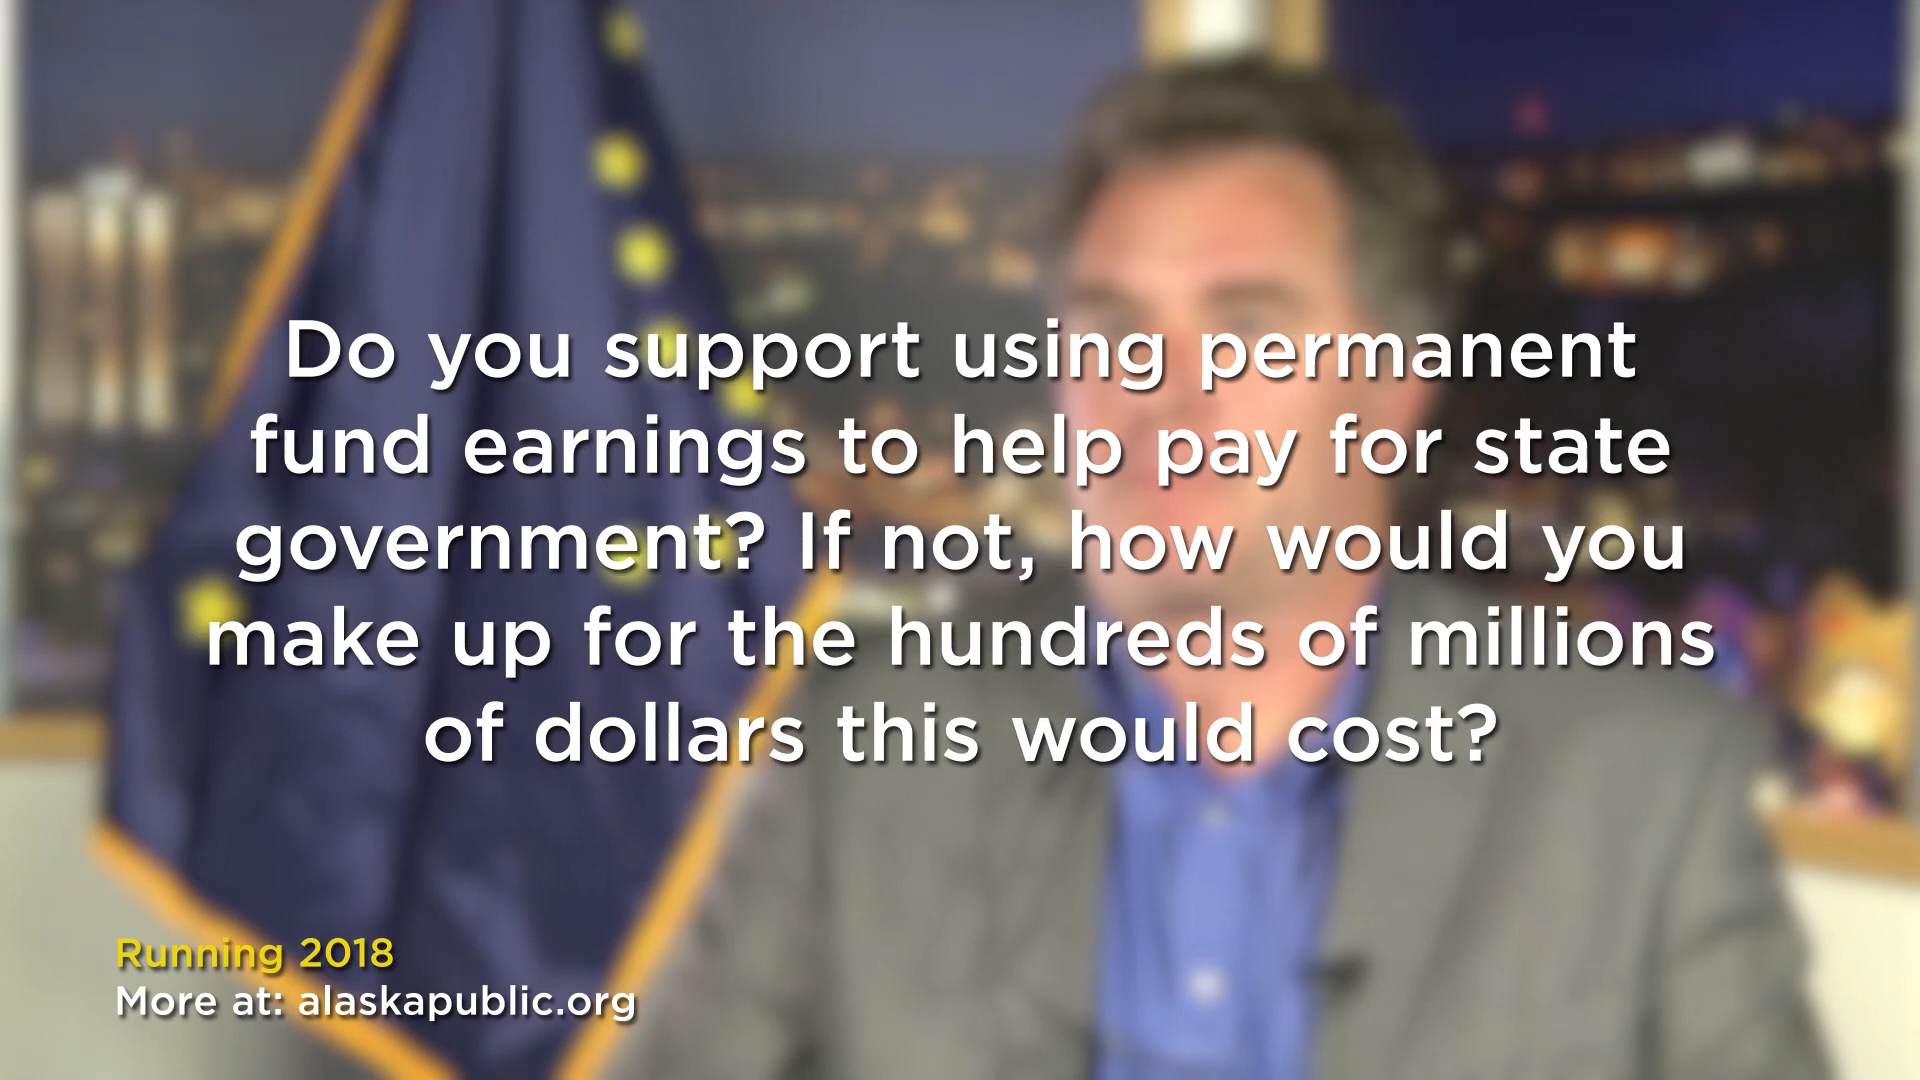 Do you support using permanent
fund earnings to help pay for state
government? If not, how would you
make up for the hundreds of millions
of dollars this would cost?
Running 2018
More at: alaskapublic.org